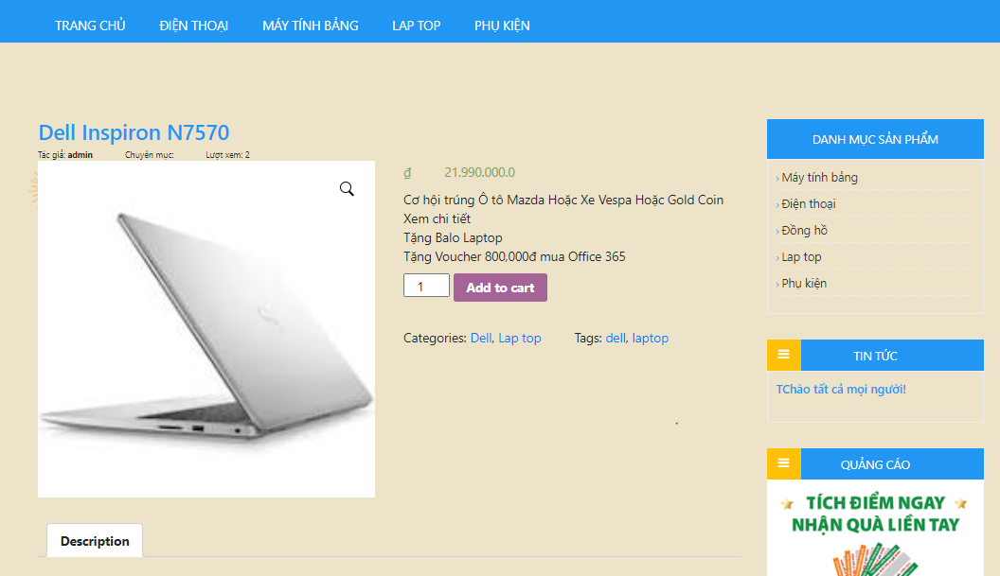 TRANG CHỦ ĐIỆN THOẠI MÁY TÍNH BẢNG LAP TOP PHỤ KIỆN
Dell Inspiron N7570
Tác giả: admin Chuyên mục: Lượt xem: 2
₫ 21.990.000.0
Cơ hội trúng Ô tô Mazda Hoặc Xe Vespa Hoặc Gold Coin
Xem chi tiết
Tặng Balo Laptop
Tặng Voucher 800,000đ mua Office 365
1 Add to cart
Categories: Dell, Lap top Tags: dell, laptop
Description
DANH MỤC SẢN PHẨM
› Máy tính bảng
› Điện thoại
› Đồng hồ
› Lap top
› Phụ kiện
TIN TỨC
TChào tất cả mọi người!
QUẢNG CÁO
TÍCH ĐIỂM NGAY
NHẬN QUÀ LIỀN TAY